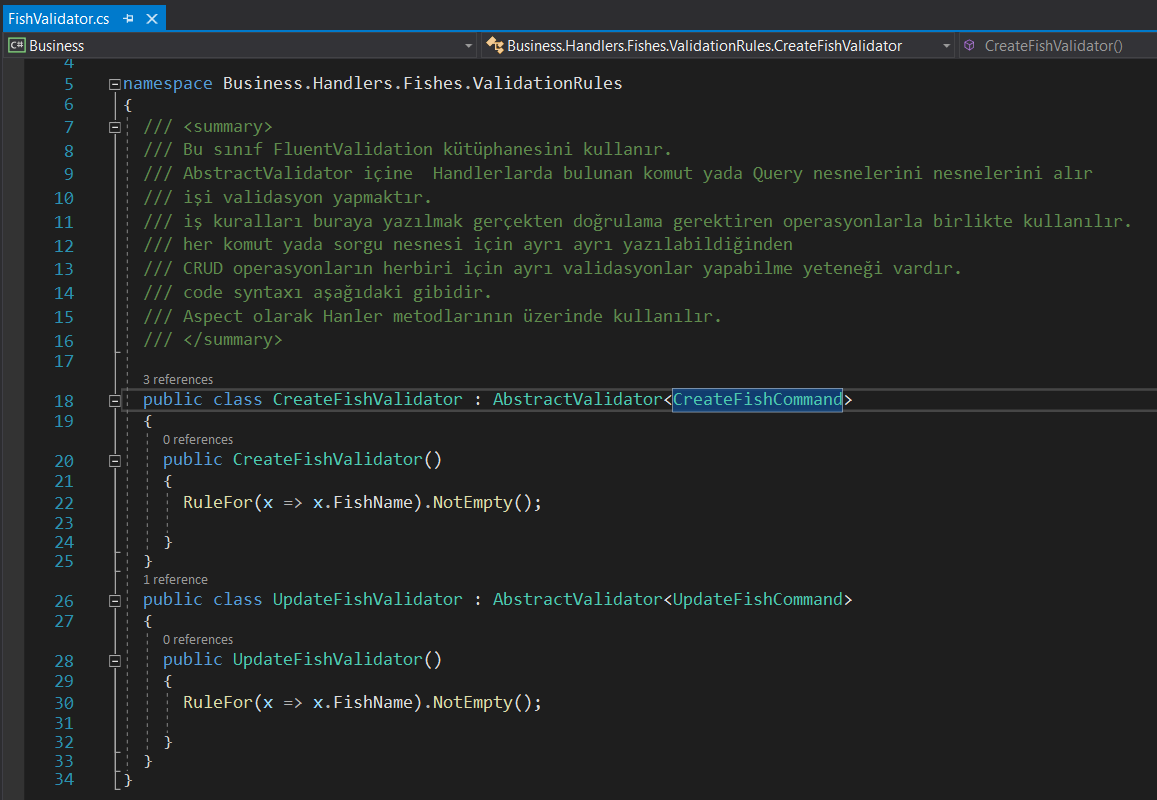 FishValidator.cs
C# Business
Business.Handlers.Fishes.ValidationRules.CreateFishValidator
CreateFishValidator()
4
5 namespace Business.Handlers.Fishes.ValidationRules
6 {
7 /// <summary>
8 /// Bu sınıf FluentValidation kütüphanesini kullanır.
9 /// AbstractValidator içine  Handlerlarda bulunan komut yada Query nesnelerini nesnelerini alır
10 /// işi validasyon yapmaktır.
11 /// iş kuralları buraya yazılmak gerçekten doğrulama gerektiren operasyonlarla birlikte kullanılır.
12 /// her komut yada sorgu nesnesi için ayrı ayrı yazılabildiğinden
13 /// CRUD operasyonların herbiri için ayrı validasyonlar yapabilme yeteneği vardır.
14 /// code syntaxı aşağıdaki gibidir.
15 /// Aspect olarak Hanler metodlarının üzerinde kullanılır.
16 /// </summary>
17
3 references
18 public class CreateFishValidator : AbstractValidator<CreateFishCommand>
19 {
0 references
20 public CreateFishValidator()
21 {
22 RuleFor(x => x.FishName).NotEmpty();
23
24 }
25 }
1 reference
26 public class UpdateFishValidator : AbstractValidator<UpdateFishCommand>
27 {
0 references
28 public UpdateFishValidator()
29 {
30 RuleFor(x => x.FishName).NotEmpty();
31
32 }
33 }
34 }